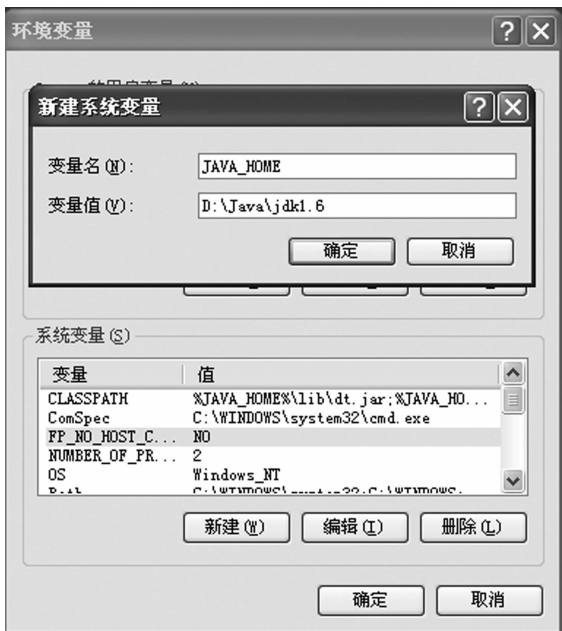 环境变量
新建系统变量
变量名(N):
JAVA_HOME
变量值(V):
D:\Java\jdk1.6
确定
取消
系统变量(S)
变量 值
CLASSPATH %JAVA_HOME%\lib\dt.jar;%JAVA_HO...
ComSpec C:\WINDOWS\system32\cmd.exe
FP_NO_HOST_C... NO
NUMBER_OF_PR... 2
OS Windows_NT
新建(W) 编辑(I) 删除(L)
确定 取消